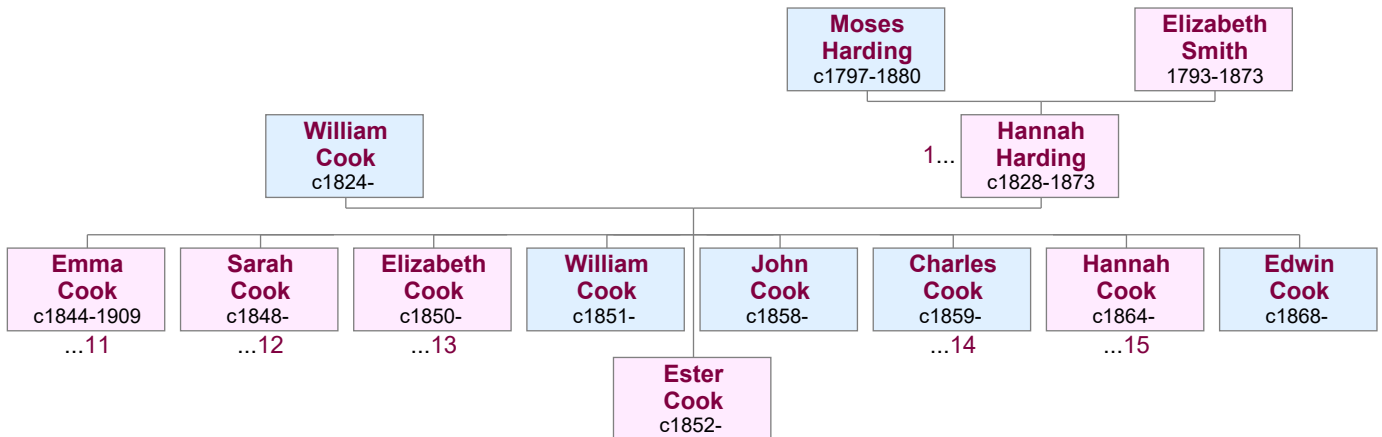 Moses
Harding
c1797-1880
Elizabeth
Smith
1793-1873
William
Cook
c1824-
1...
Hannah
Harding
c1828-1873
Emma
Cook
c1844-1909
...11
Sarah
Cook
c1848-
...12
Elizabeth
Cook
c1850-
...13
William
Cook
c1851-
John
Cook
c1858-
Charles
Cook
c1859-
...14
Hannah
Cook
c1864-
...15
Edwin
Cook
c1868-
Ester
Cook
c1852-